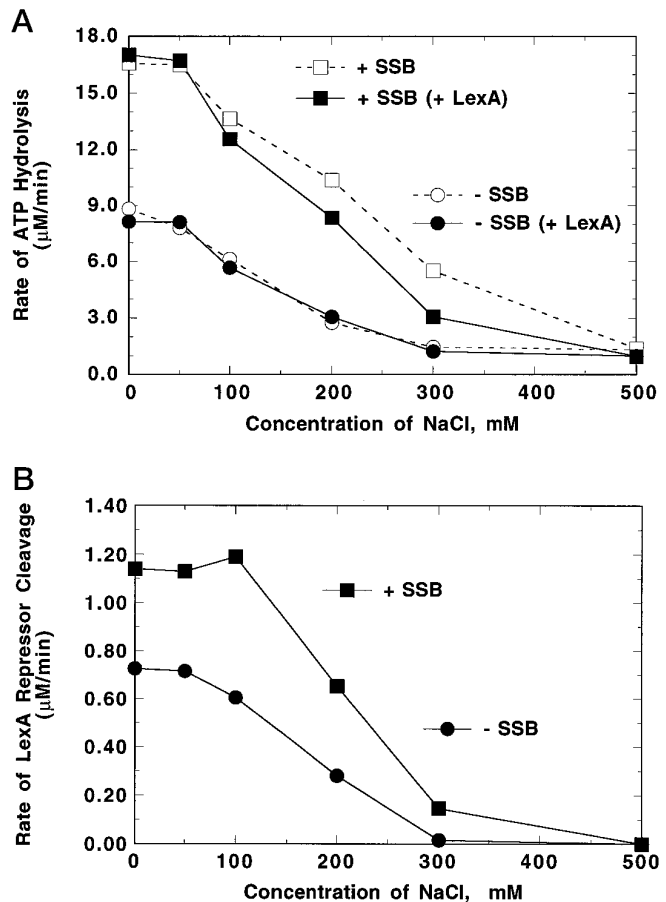 A
18.0
15.0
12.0
9.0
6.0
3.0
0.0
Rate of ATP Hydrolysis
(μM/min)
+ SSB
+ SSB (+ LexA)
- SSB
- SSB (+ LexA)
0 100 200 300 400 500
Concentration of NaCl, mM
B
1.40
1.20
1.00
0.80
0.60
0.40
0.20
0.00
Rate of LexA Repressor Cleavage
(μM/min)
+ SSB
- SSB
0 100 200 300 400 500
Concentration of NaCl, mM